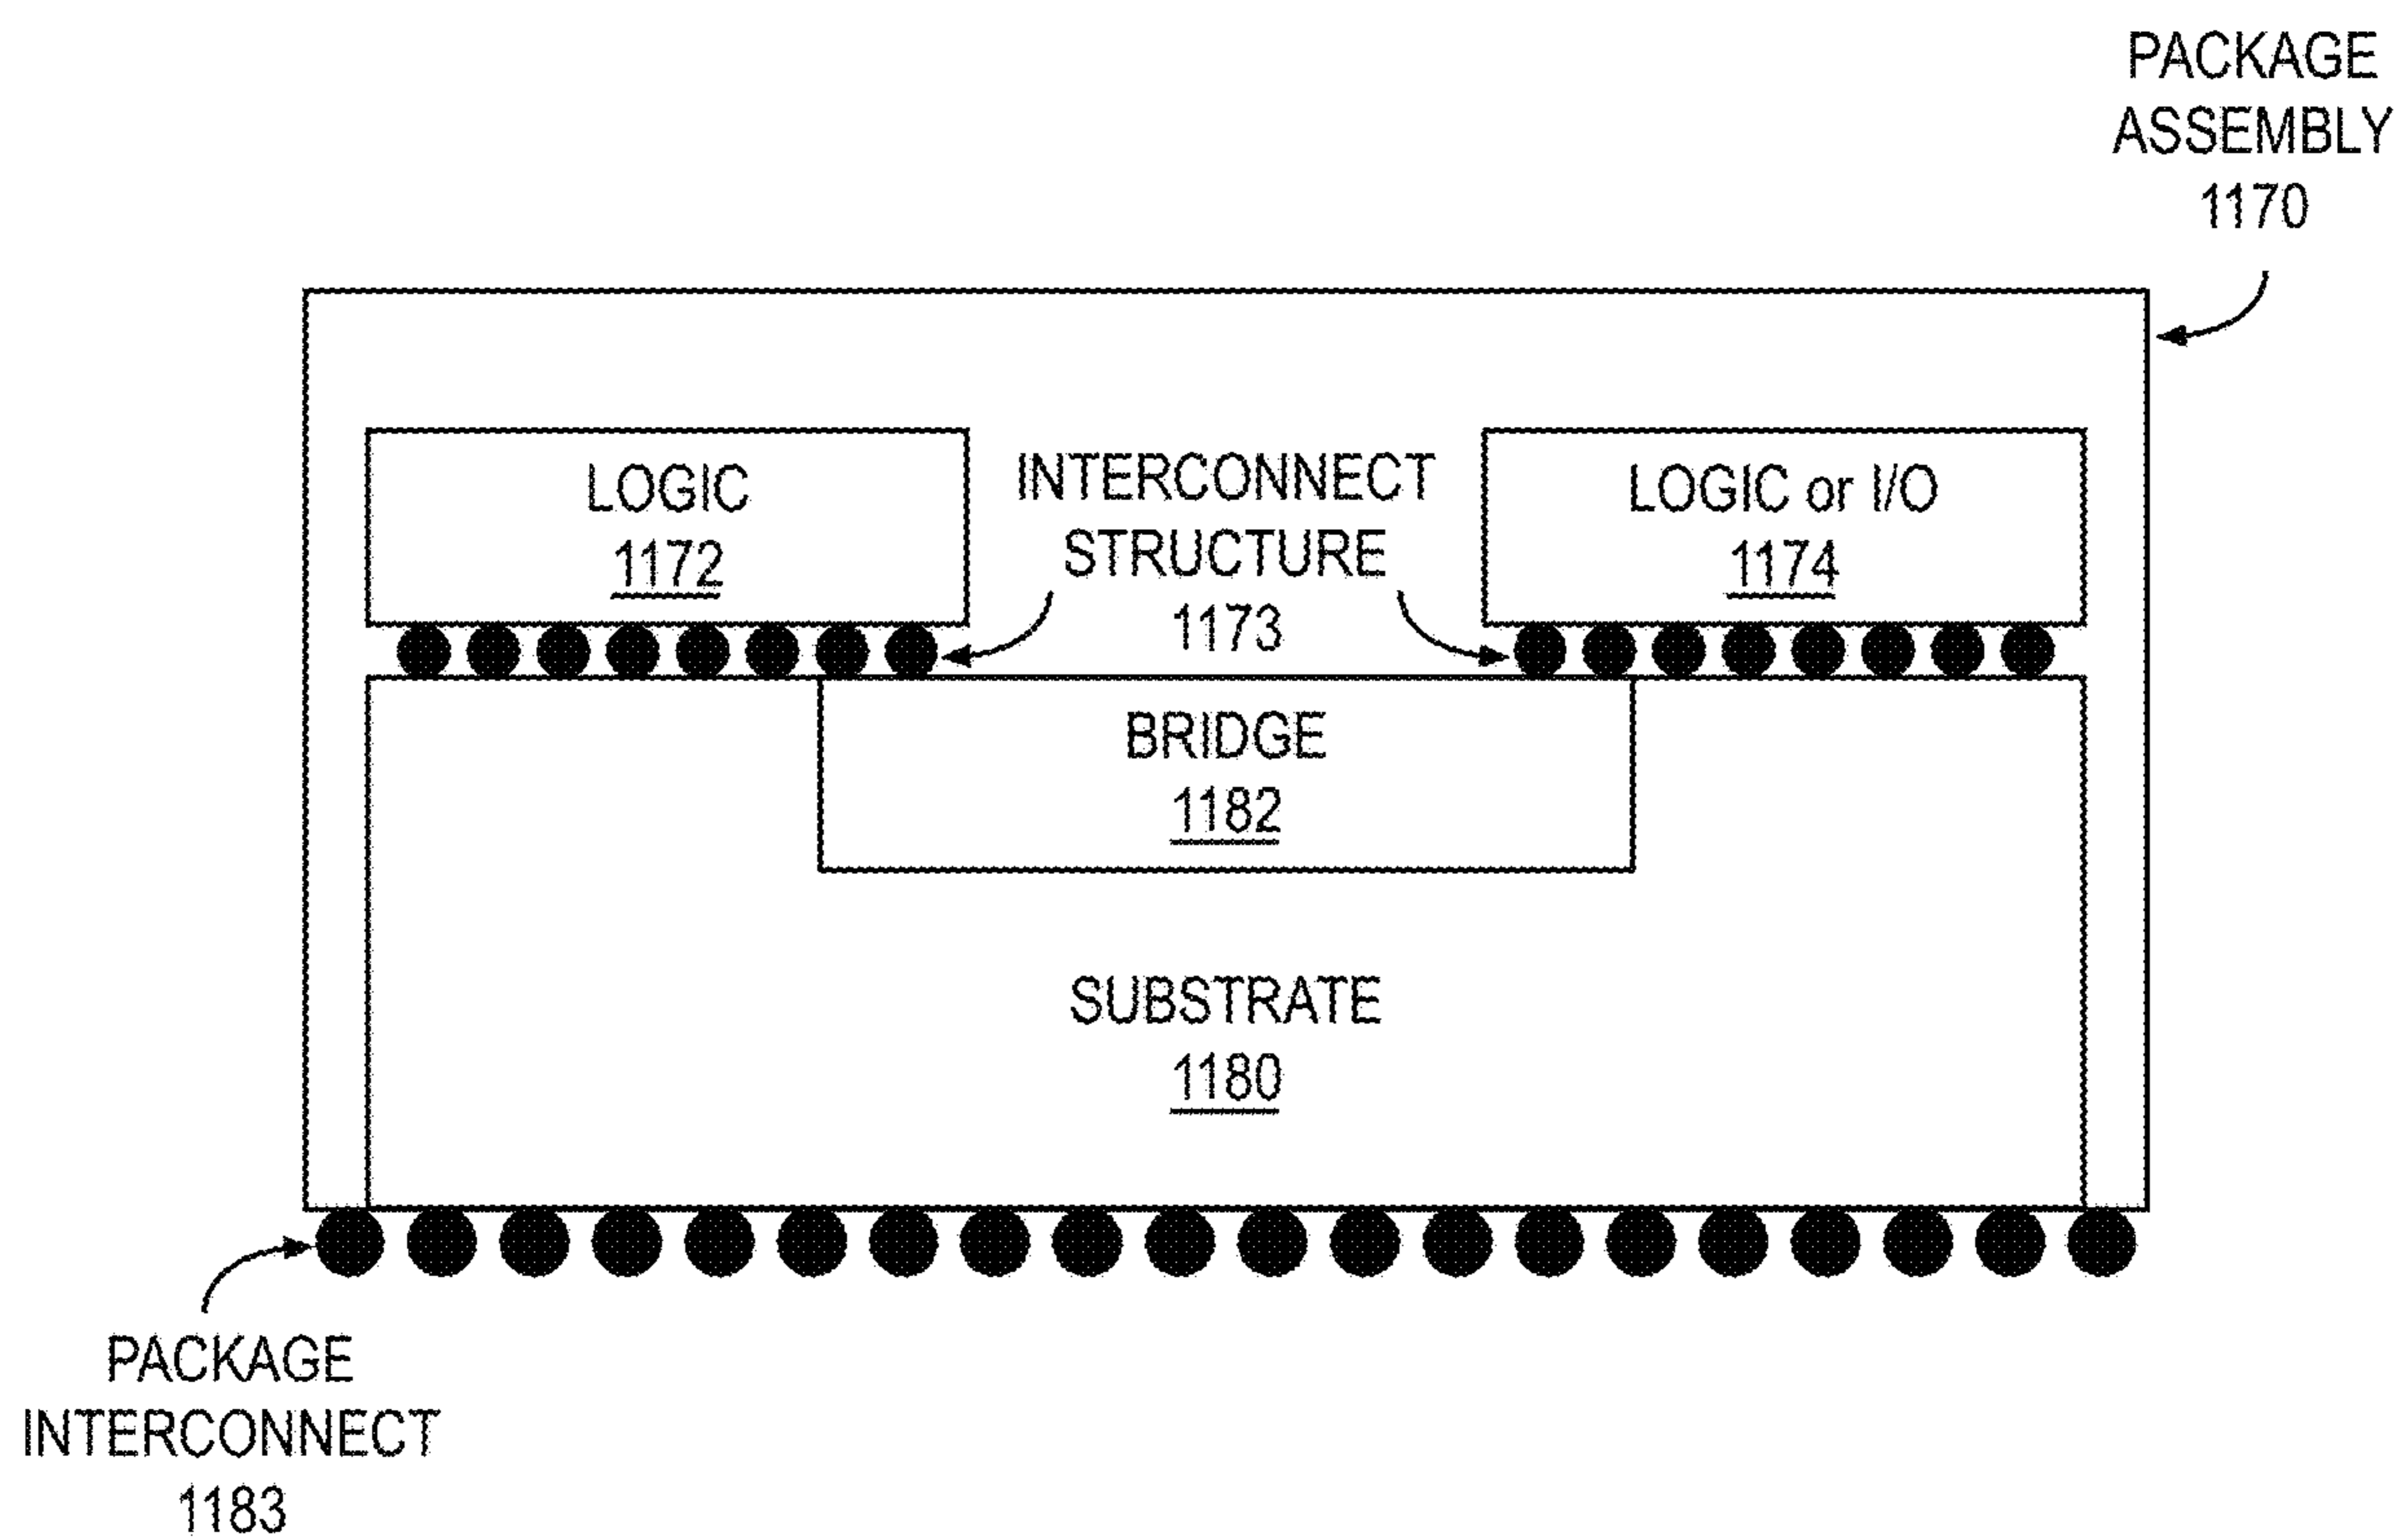 PACKAGE
ASSEMBLY
1170
LOGIC
1172
INTERCONNECT
STRUCTURE
1173
LOGIC or I/O
1174
BRIDGE
1182
SUBSTRATE
1180
PACKAGE
INTERCONNECT
1183